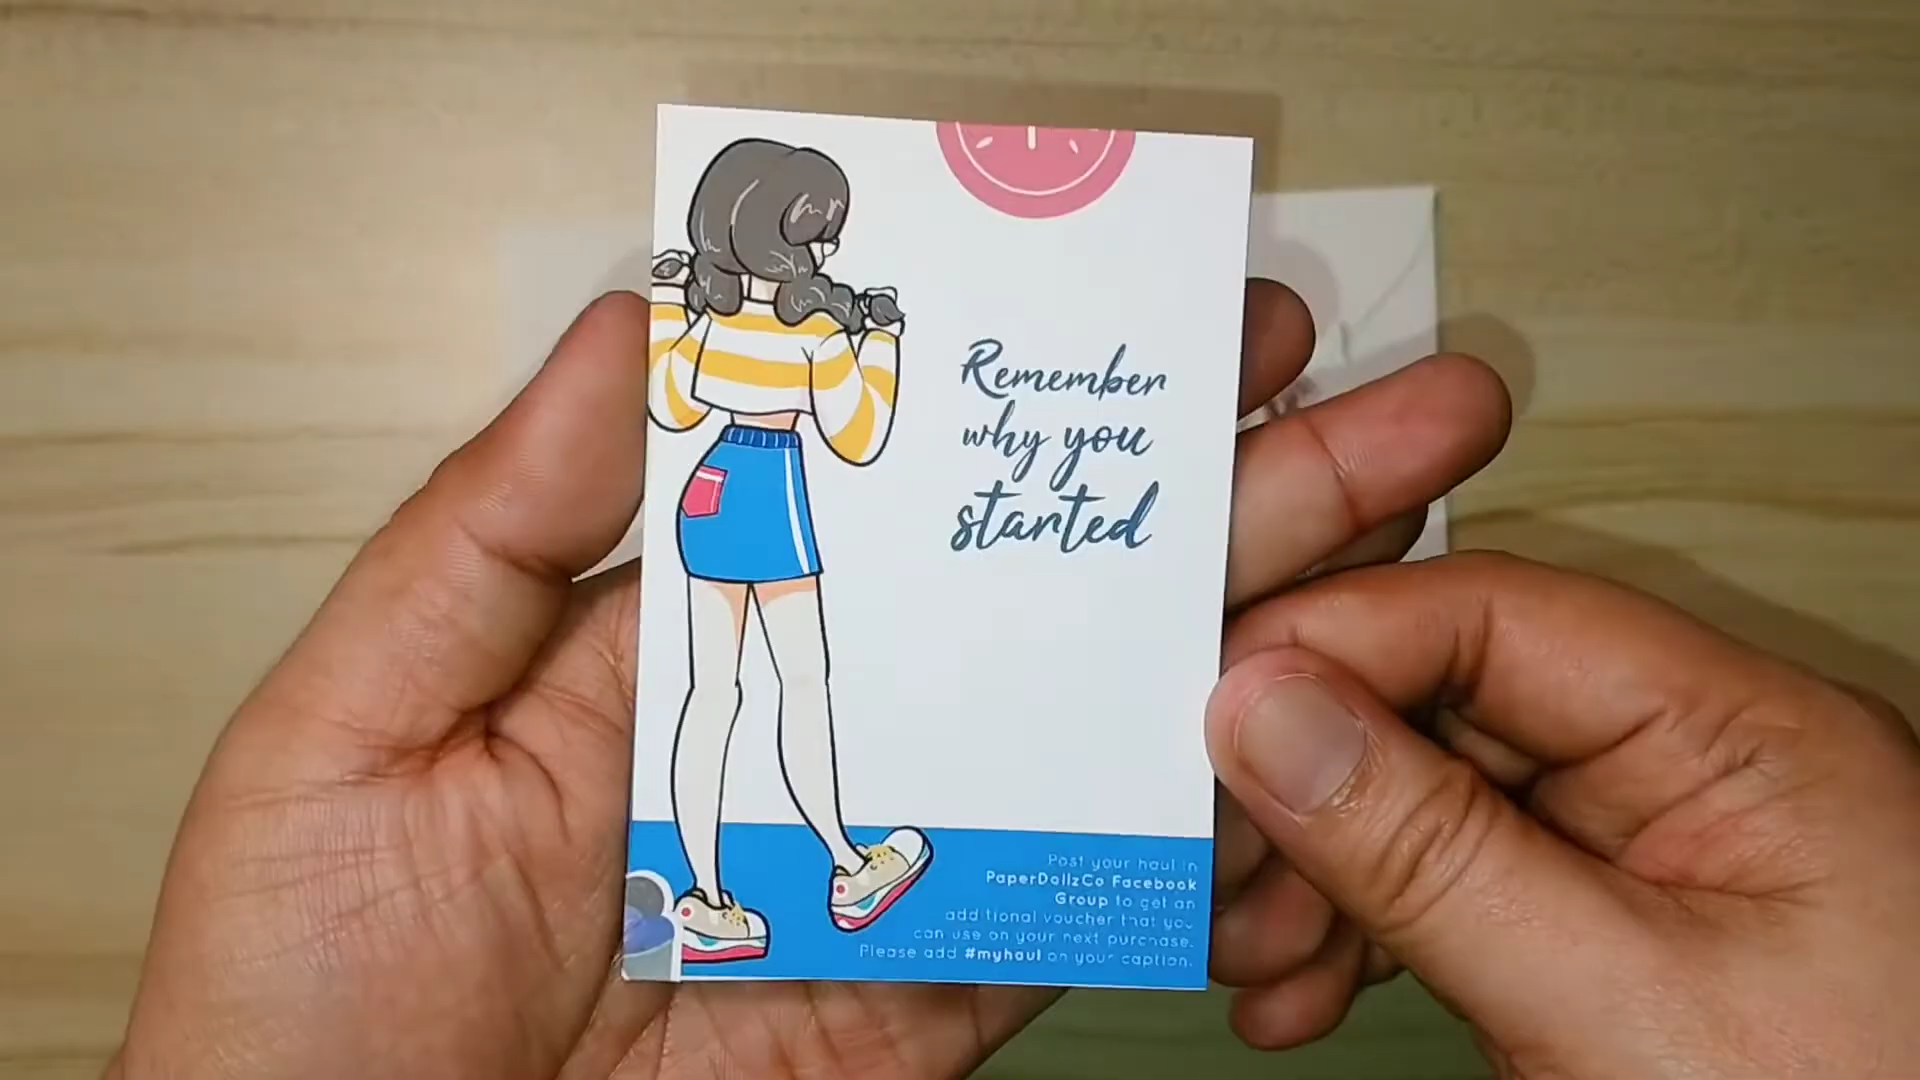 Remember
why you
started
Post your haul in
PaperDollzCo Facebook
Group to get an
additional voucher that you
can use on your next purchase.
Please add #myhaul on your caption.